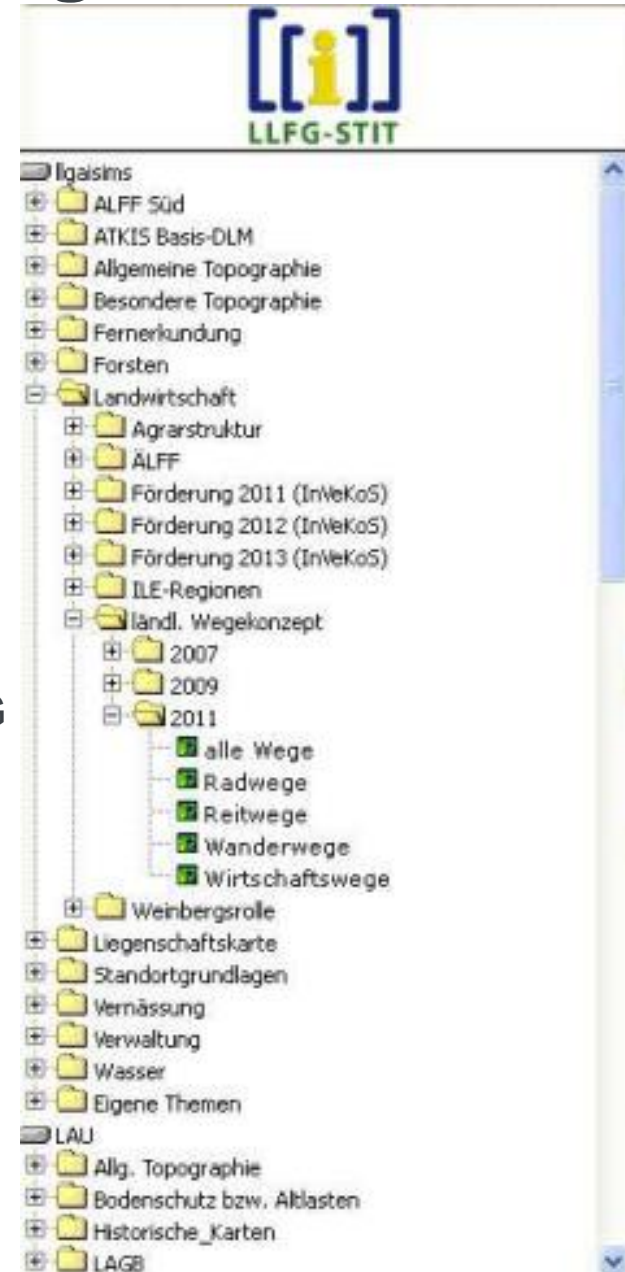 [[i]]
LLFG-STIT
llgaisims
ALFF Süd
ATKIS Basis-DLM
Allgemeine Topographie
Besondere Topographie
Fernerkundung
Forsten
Landwirtschaft
Agrarstruktur
ÄLFF
Förderung 2011 (InVeKoS)
Förderung 2012 (InVeKoS)
Förderung 2013 (InVeKoS)
ILE-Regionen
ländl. Wegekonzept
2007
2009
2011
alle Wege
Radwege
Reitwege
Wanderwege
Wirtschaftswege
Weinbergsrolle
Liegenschaftskarte
Standortgrundlagen
Vernässung
Verwaltung
Wasser
Eigene Themen
LAU
Allg. Topographie
Bodenschutz bzw. Altlasten
Historische_Karten
LAGB